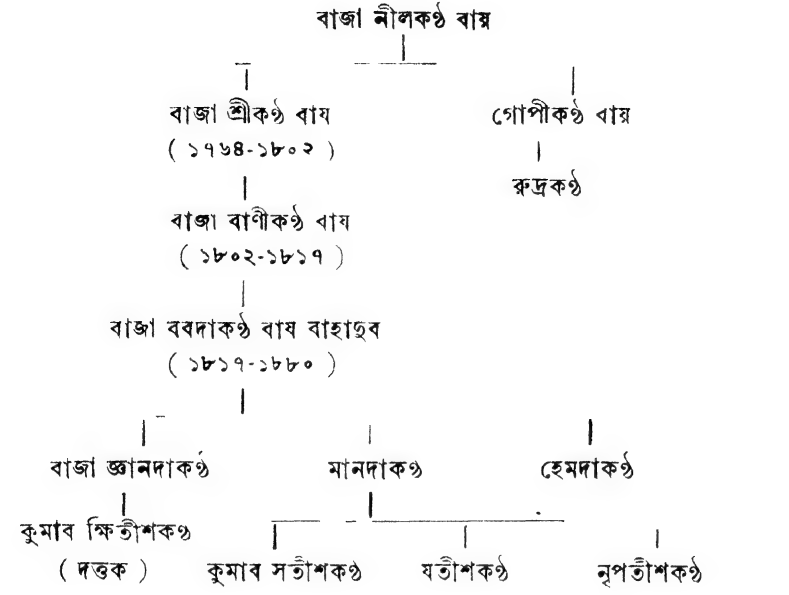 রাজা নীলকণ্ঠ রায়
রাজা শ্রীকণ্ঠ রায় গোপীকণ্ঠ রায়
( ১৭৬৪-১৮০২ )
রুদ্রকণ্ঠ
রাজা বাণীকণ্ঠ রায়
( ১৮০২-১৮১৭ )
রাজা বরদাকণ্ঠ রায় বাহাদুর
( ১৮১৭-১৮৮০ )
রাজা জ্ঞানদাকণ্ঠ মানদাকণ্ঠ হেমদাকণ্ঠ
কুমার ক্ষিতীশকণ্ঠ
( দত্তক ) কুমার সতীশকণ্ঠ যতীশকণ্ঠ নৃপতীশকণ্ঠ